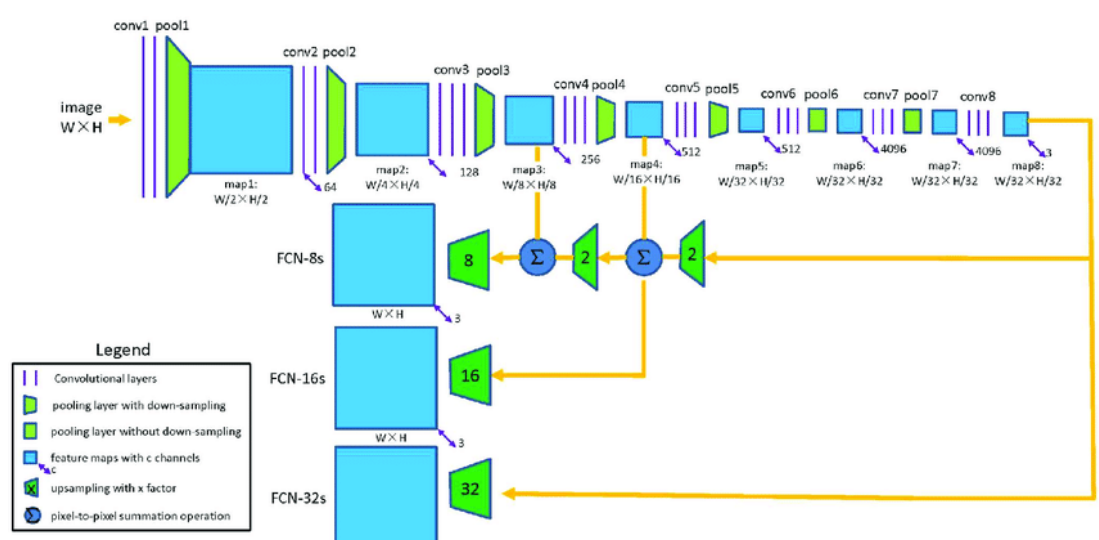 conv1 pool1
conv2 pool2
conv3 pool3
conv4 pool4
conv5 pool5
conv6 pool6
conv7 pool7
conv8
image
W×H
map1:
W/2×H/2
64
map2:
W/4×H/4
128
map3:
W/8×H/8
256
map4:
W/16×H/16
512
map5:
W/32×H/32
512
map6:
W/32×H/32
4096
map7:
W/32×H/32
4096
map8:
W/32×H/32
3
FCN-8s
8
Σ
2
Σ
2
W×H
3
FCN-16s
16
W×H
3
FCN-32s
32
Legend
Convolutional layers
pooling layer with down-sampling
pooling layer without down-sampling
feature maps with c channels
c
X
upsampling with x factor
Σ
pixel-to-pixel summation operation